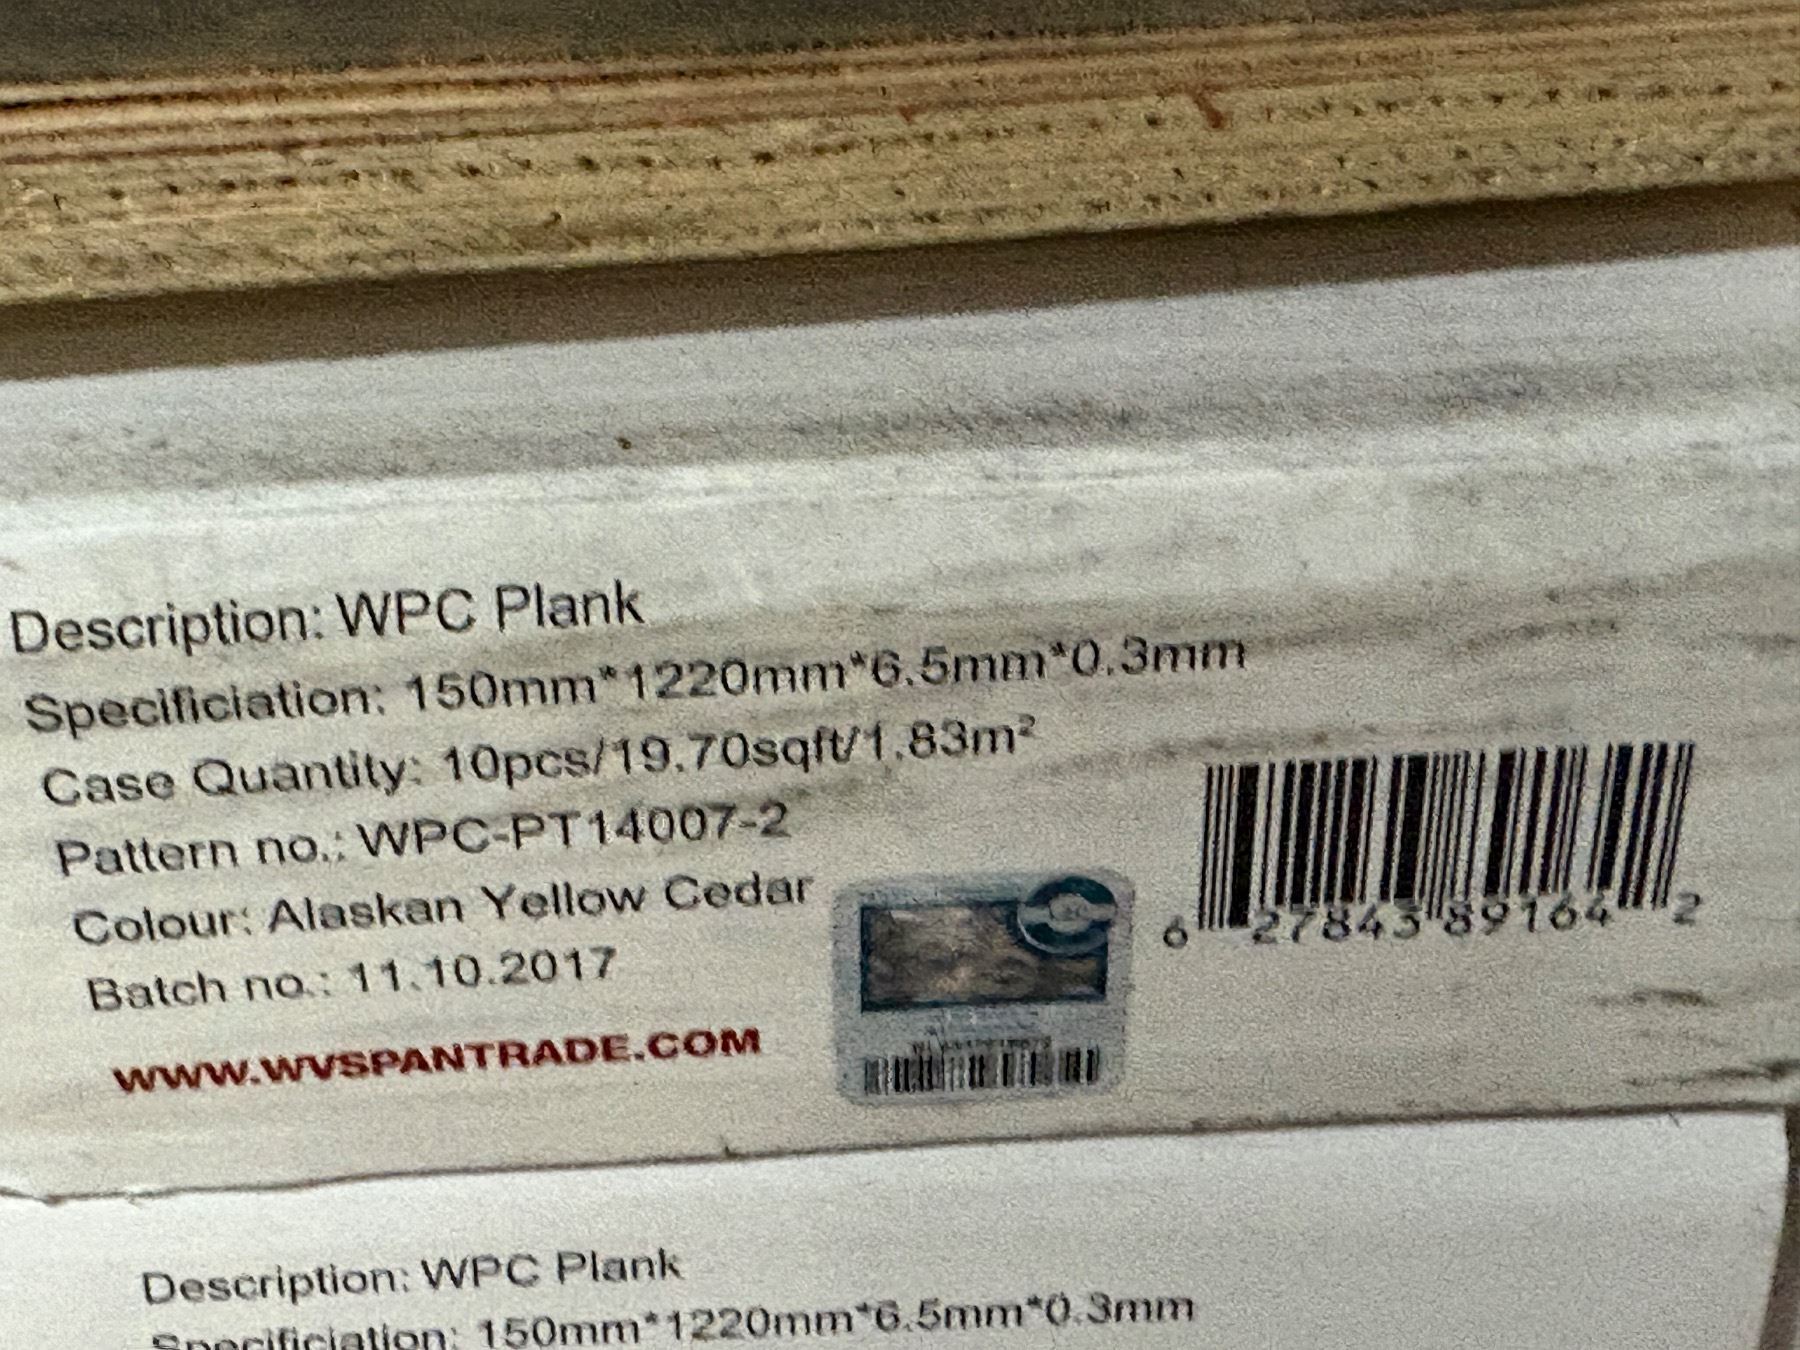 Description: WPC Plank
Specificiation: 150mm*1220mm*6.5mm*0.3mm
Case Quantity: 10pcs/19.70sqft/1.83m²
Pattern no.: WPC-PT14007-2
Colour: Alaskan Yellow Cedar
Batch no.: 11.10.2017
6 27843 89164 2
WWW.WVSPANTRADE.COM
Description: WPC Plank
Specificiation: 150mm*1220mm*6.5mm*0.3mm